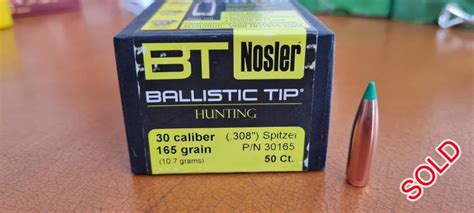 BT Nosler®
BALLISTIC TIP®
HUNTING
30 caliber (.308") Spitzer
165 grain P/N 30165
(10.7 grams) 50 Ct.
SOLD